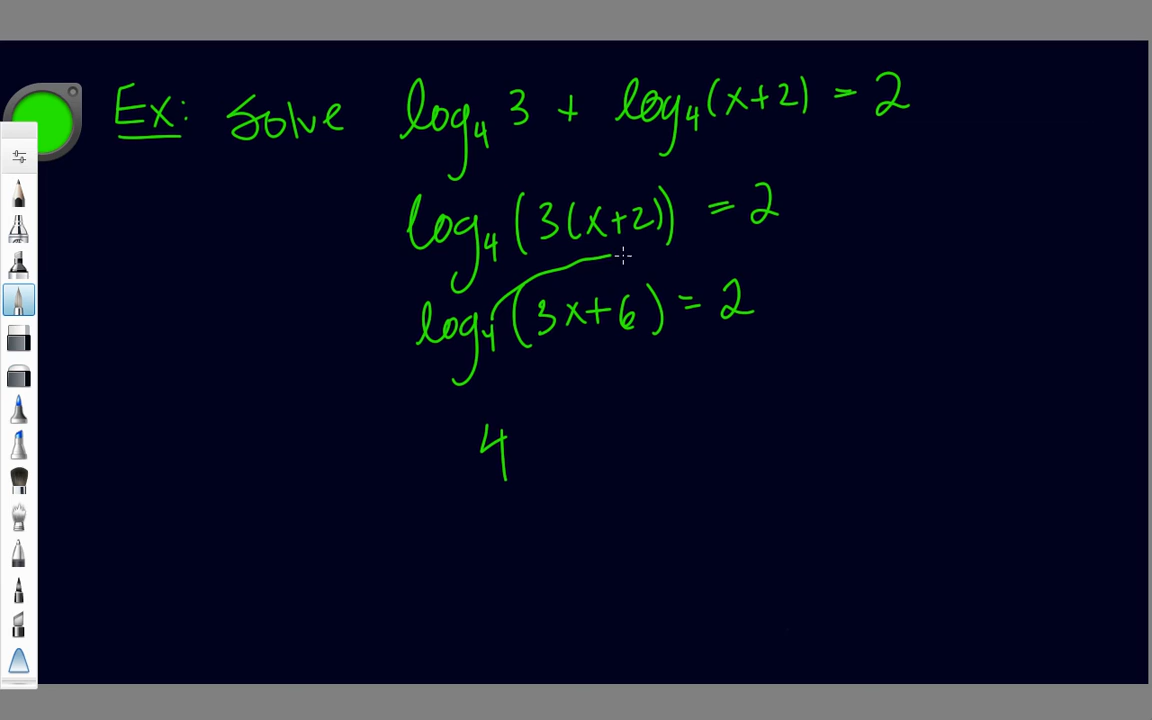 Ex: Solve log₄ 3 + log₄(x+2) = 2
log₄(3(x+2)) = 2
log₄(3x+6) = 2
4